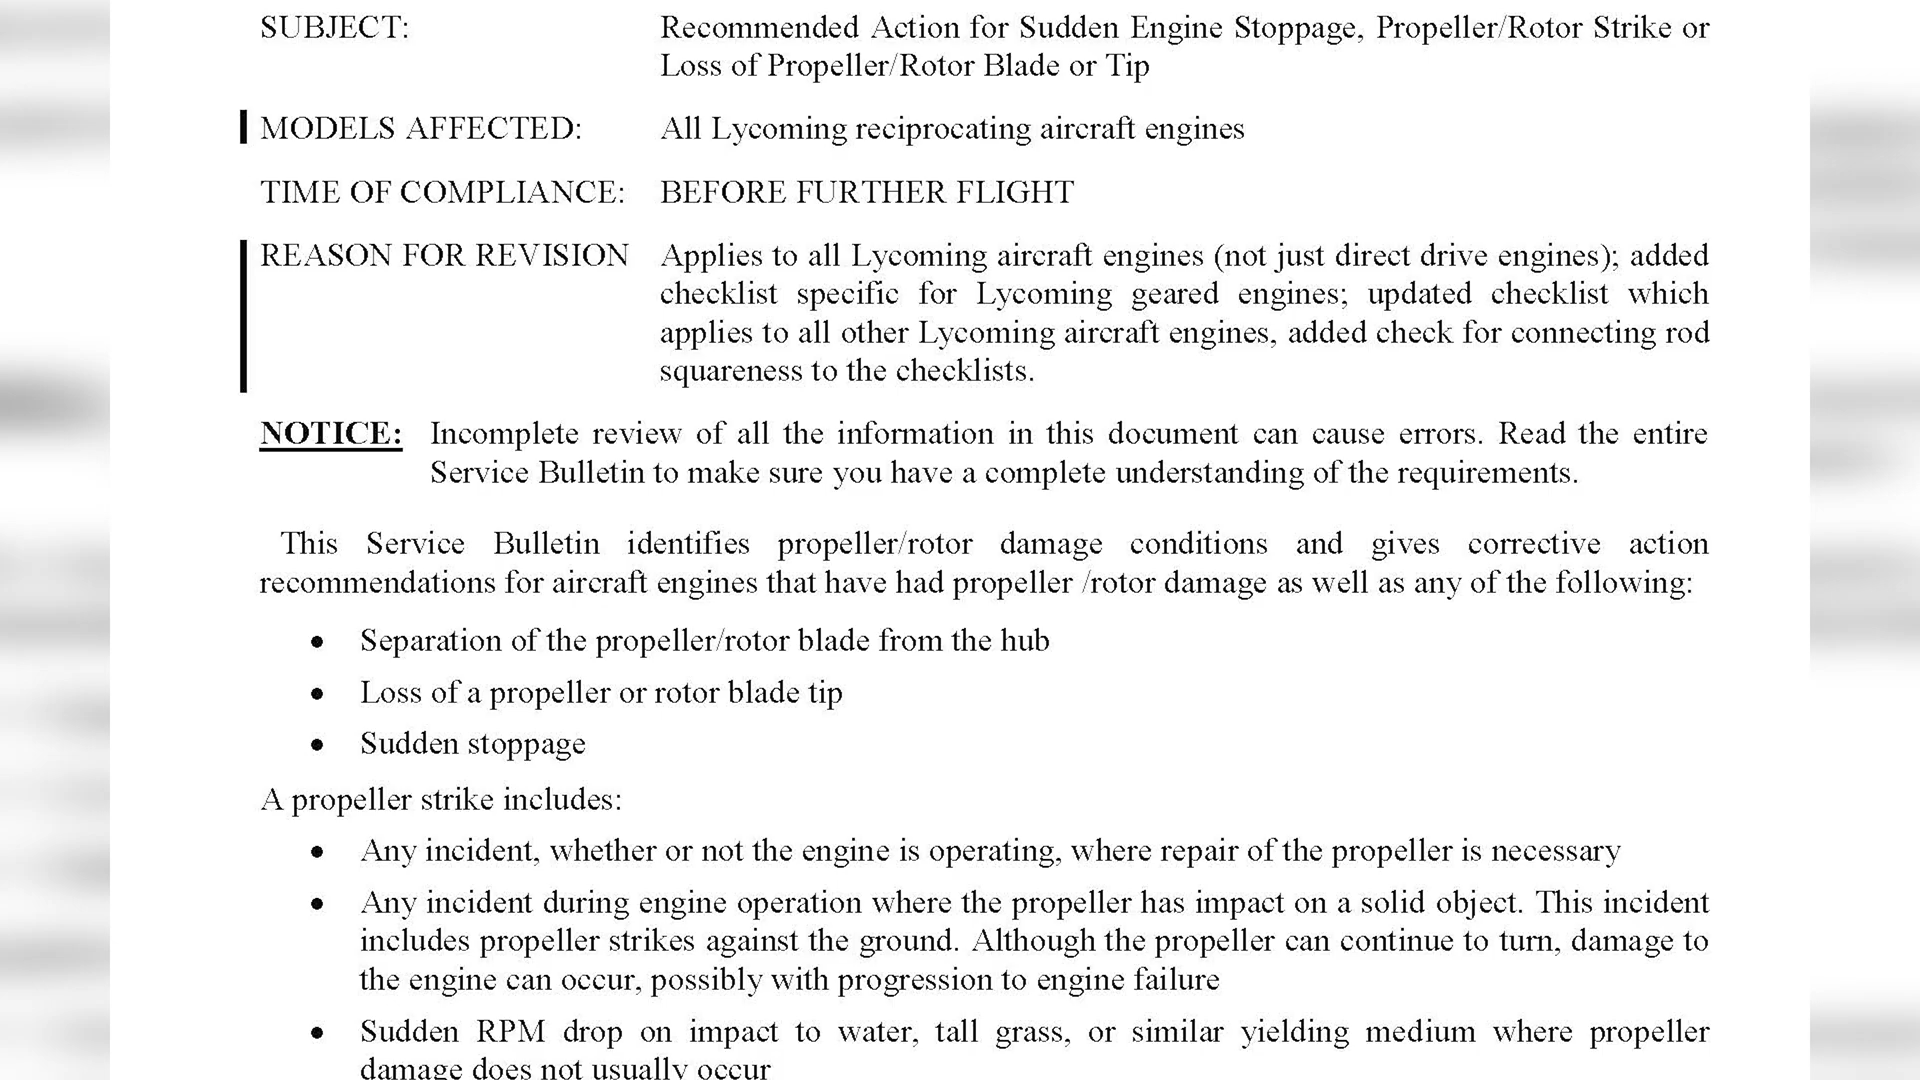 SUBJECT: Recommended Action for Sudden Engine Stoppage, Propeller/Rotor Strike or
Loss of Propeller/Rotor Blade or Tip
MODELS AFFECTED: All Lycoming reciprocating aircraft engines
TIME OF COMPLIANCE: BEFORE FURTHER FLIGHT
REASON FOR REVISION Applies to all Lycoming aircraft engines (not just direct drive engines); added
checklist specific for Lycoming geared engines; updated checklist which
applies to all other Lycoming aircraft engines, added check for connecting rod
squareness to the checklists.
NOTICE: Incomplete review of all the information in this document can cause errors. Read the entire
Service Bulletin to make sure you have a complete understanding of the requirements.
This Service Bulletin identifies propeller/rotor damage conditions and gives corrective action
recommendations for aircraft engines that have had propeller /rotor damage as well as any of the following:
• Separation of the propeller/rotor blade from the hub
• Loss of a propeller or rotor blade tip
• Sudden stoppage
A propeller strike includes:
• Any incident, whether or not the engine is operating, where repair of the propeller is necessary
• Any incident during engine operation where the propeller has impact on a solid object. This incident
includes propeller strikes against the ground. Although the propeller can continue to turn, damage to
the engine can occur, possibly with progression to engine failure
• Sudden RPM drop on impact to water, tall grass, or similar yielding medium where propeller
damage does not usually occur